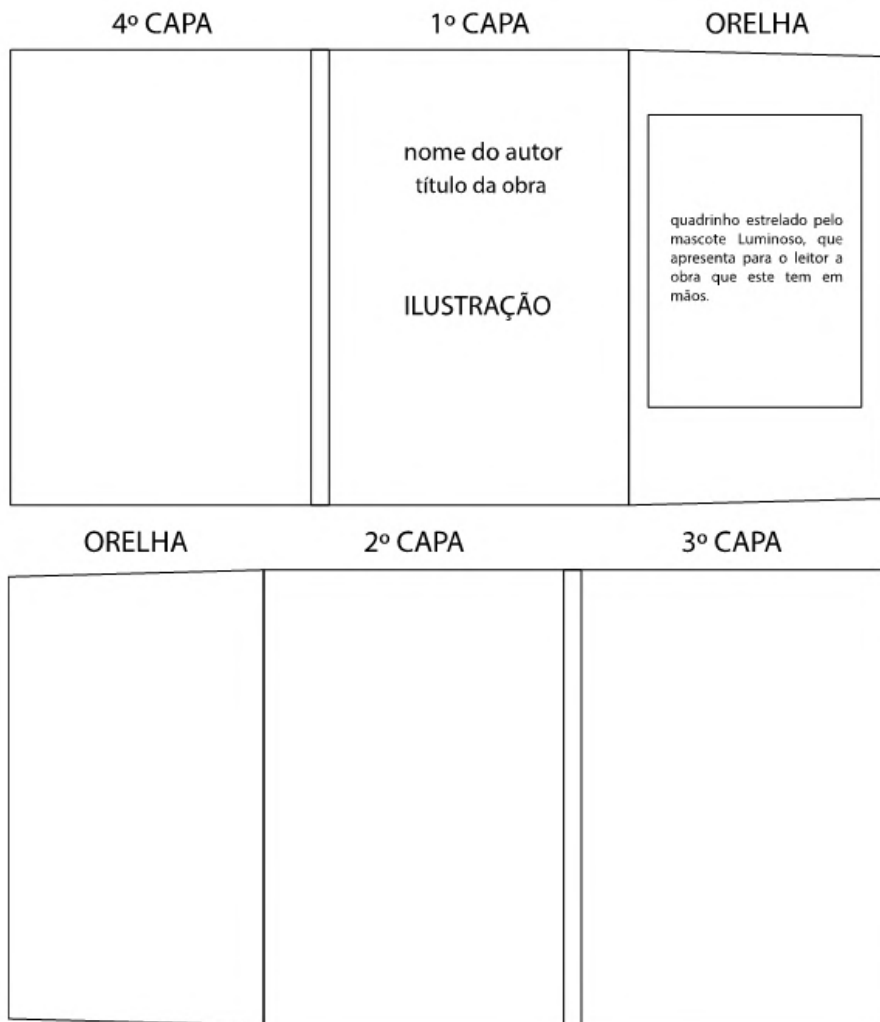 4º CAPA
1º CAPA
ORELHA
nome do autor
título da obra
ILUSTRAÇÃO
quadrinho estrelado pelo
mascote Luminoso, que
apresenta para o leitor a
obra que este tem em
mãos.
ORELHA
2º CAPA
3º CAPA